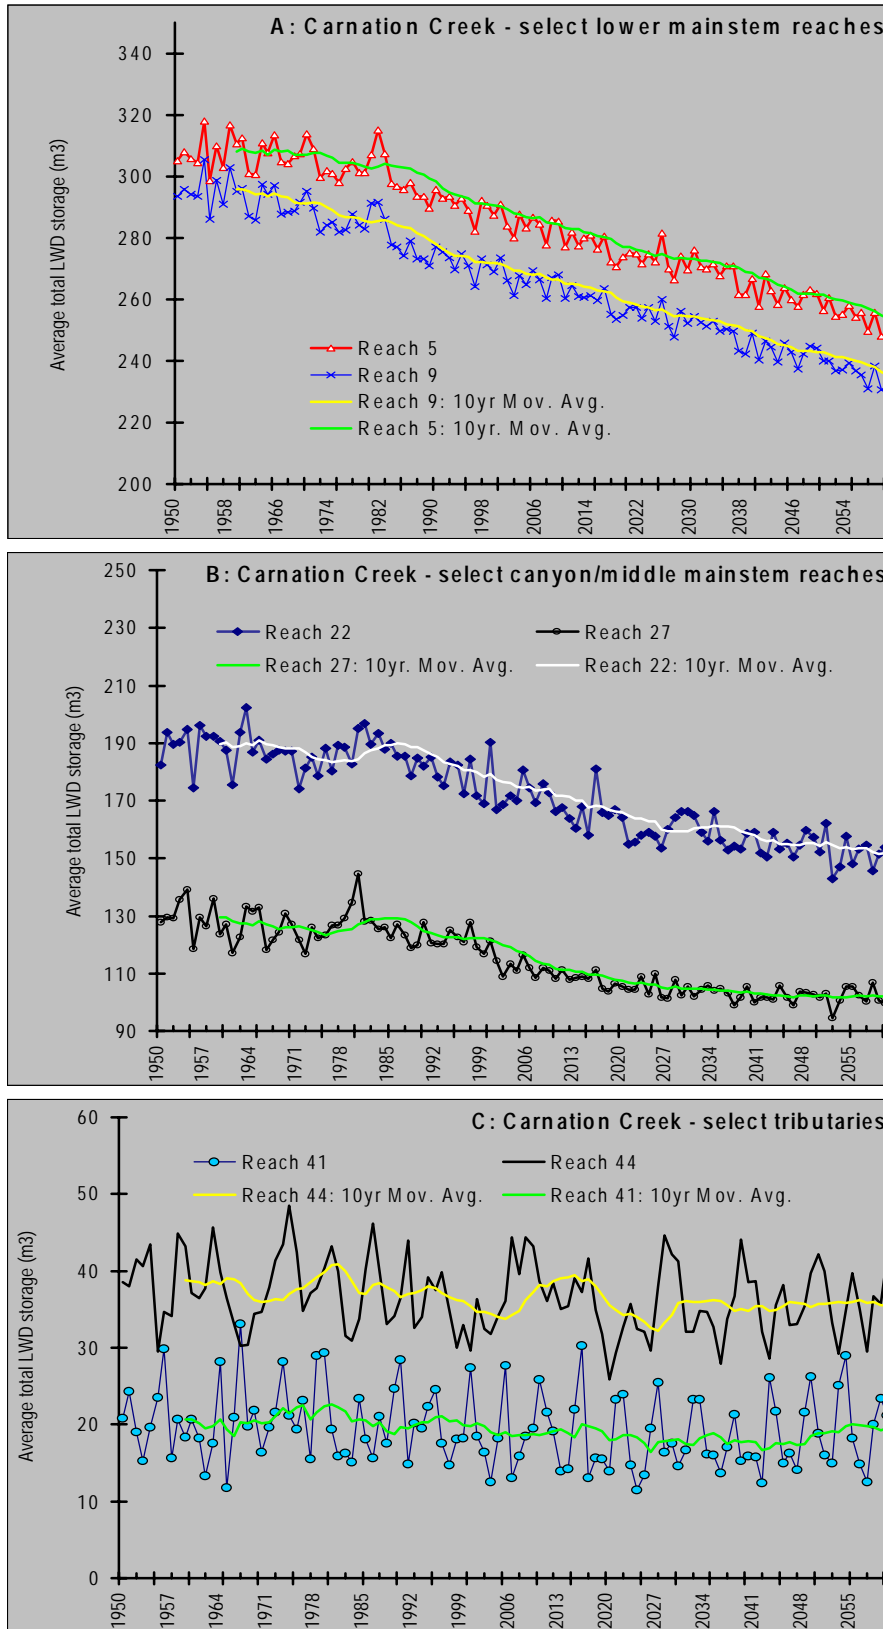 A: Carnation Creek - select lower mainstem reaches
Average total LWD storage (m3)
340
320
300
280
260
240
220
200
Reach 5
Reach 9
Reach 9: 10yr Mov. Avg.
Reach 5: 10yr. Mov. Avg.
1950 1958 1966 1974 1982 1990 1998 2006 2014 2022 2030 2038 2046 2054
B: Carnation Creek - select canyon/middle mainstem reaches
Average total LWD storage (m3)
250
230
210
190
170
150
130
110
90
Reach 22 Reach 27
Reach 27: 10yr. Mov. Avg. Reach 22: 10yr. Mov. Avg.
1950 1957 1964 1971 1978 1985 1992 1999 2006 2013 2020 2027 2034 2041 2048 2055
C: Carnation Creek - select tributaries
Average total LWD storage (m3)
60
50
40
30
20
10
0
Reach 41 Reach 44
Reach 44: 10yr Mov. Avg. Reach 41: 10yr Mov. Avg.
1950 1957 1964 1971 1978 1985 1992 1999 2006 2013 2020 2027 2034 2041 2048 2055